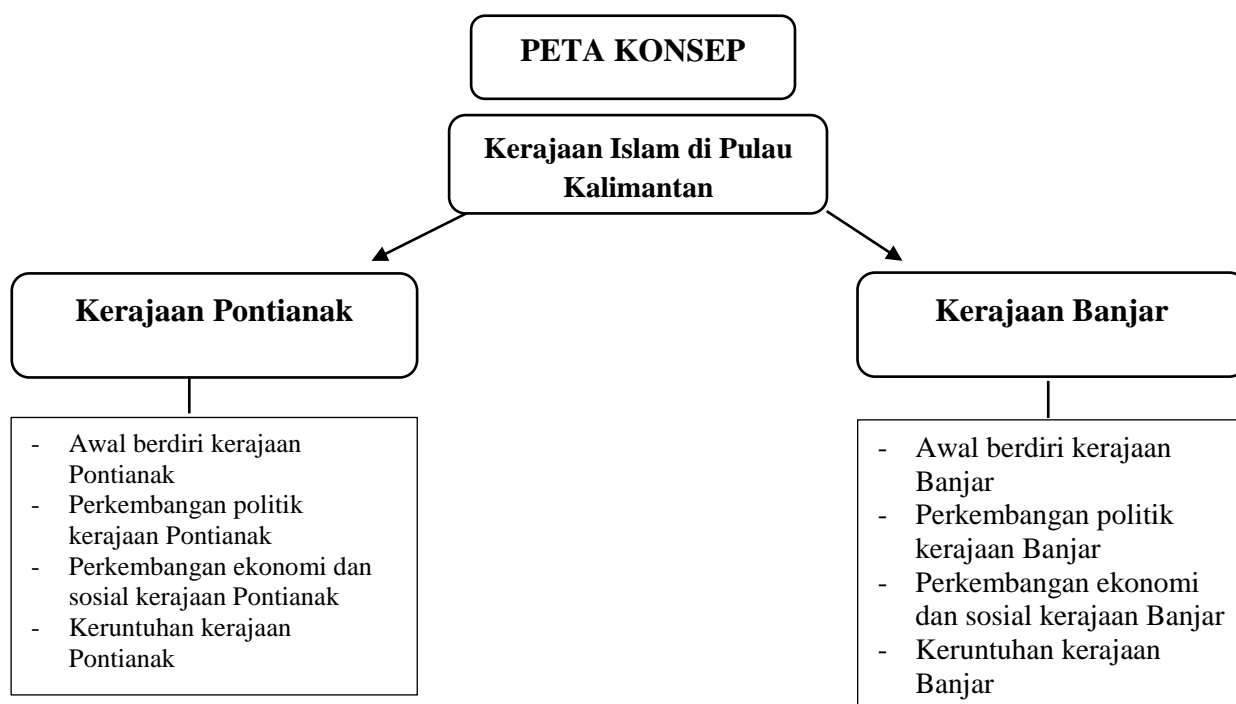 PETA KONSEP
Kerajaan Islam di Pulau
Kalimantan
Kerajaan Pontianak
Kerajaan Banjar
- Awal berdiri kerajaan
Pontianak
- Perkembangan politik
kerajaan Pontianak
- Perkembangan ekonomi dan
sosial kerajaan Pontianak
- Keruntuhan kerajaan
Pontianak
- Awal berdiri kerajaan
Banjar
- Perkembangan politik
kerajaan Banjar
- Perkembangan ekonomi
dan sosial kerajaan Banjar
- Keruntuhan kerajaan
Banjar